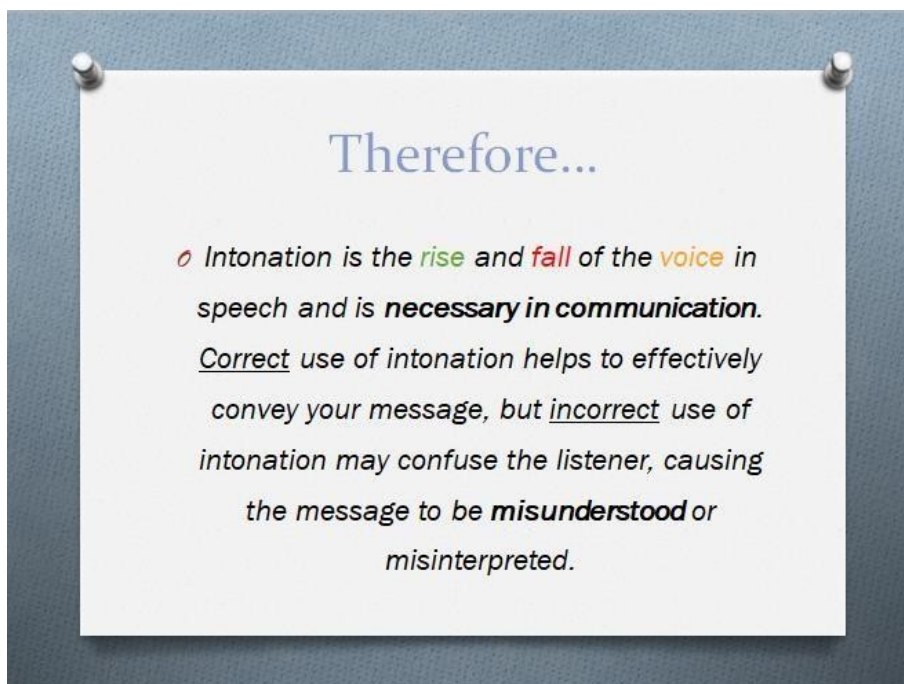 Therefore...
Intonation is the rise and fall of the voice in
speech and is necessary in communication.
Correct use of intonation helps to effectively
convey your message, but incorrect use of
intonation may confuse the listener, causing
the message to be misunderstood or
misinterpreted.